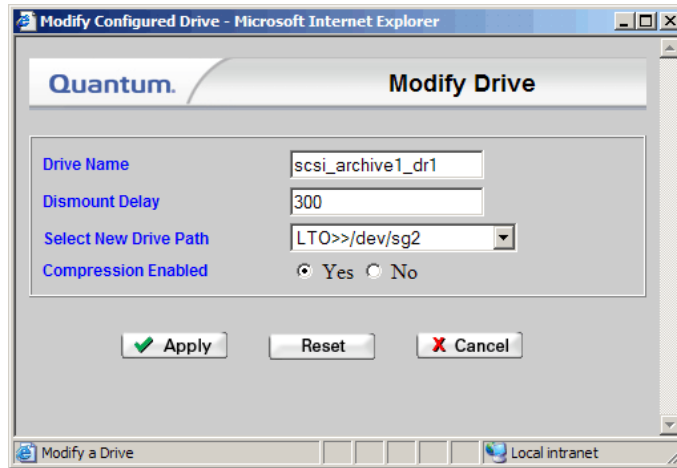 Modify Configured Drive - Microsoft Internet Explorer
Quantum. Modify Drive
Drive Name scsi_archive1_dr1
Dismount Delay 300
Select New Drive Path LTO>>/dev/sg2
Compression Enabled Yes No
Apply Reset X Cancel
Modify a Drive Local intranet